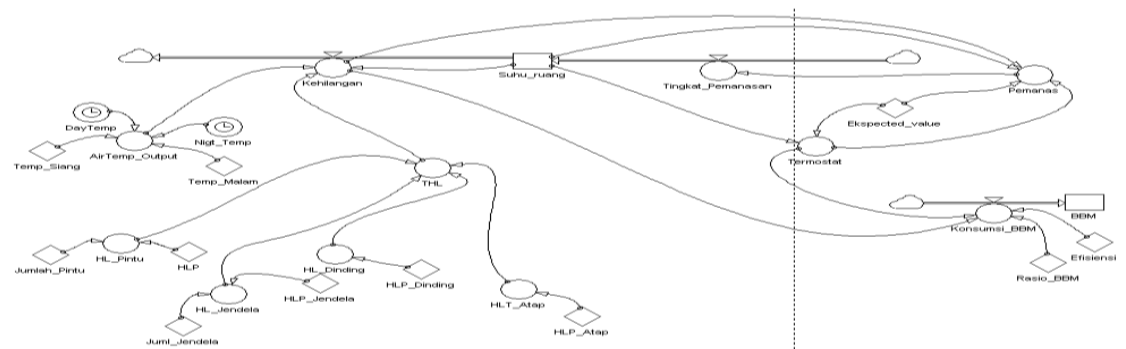 Kehilangan
Suhu_ruang
Tingkat_Pemanasan
Pemanas
Ekspected_value
DayTemp
Nigt_Temp
AirTemp_Output
Temp_Siang
Temp_Malam
Termostat
THL
BBM
Konsumsi_BBM
Efisiensi
Rasio_BBM
HL_Pintu
Jumlah_Pintu
HLP
HL_Dinding
HLP_Dinding
HLP_Jendela
HL_Jendela
Juml_Jendela
HLT_Atap
HLP_Atap